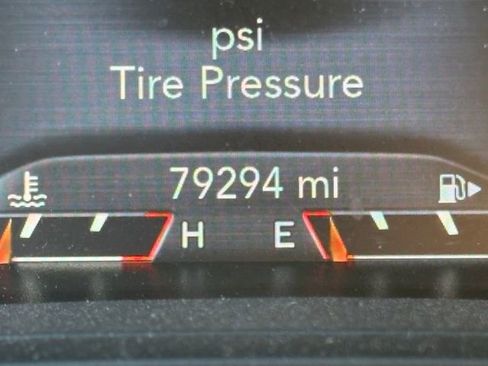 psi
Tire Pressure
79294 mi
H E